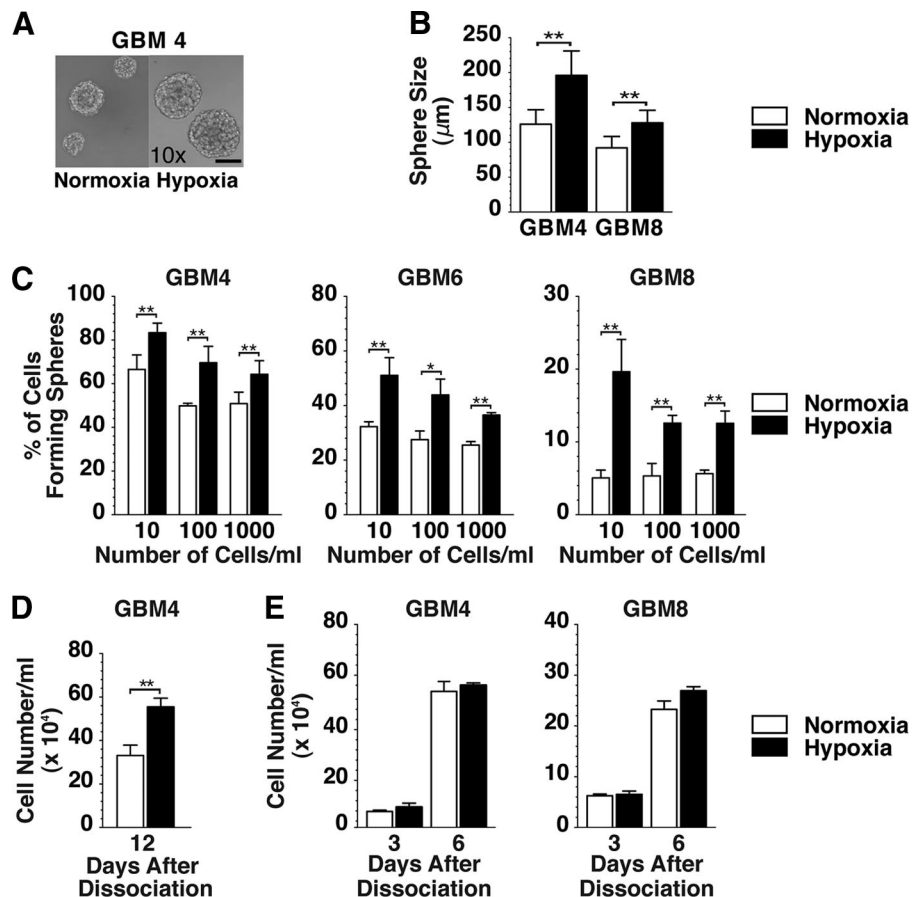 A
GBM 4
10x
Normoxia Hypoxia
B
Sphere Size
(μm)
250
200
150
100
50
0
**
**
GBM4 GBM8
Normoxia
Hypoxia
C
% of Cells
Forming Spheres
GBM4
100
80
60
40
20
0
**
**
**
10 100 1000
Number of Cells/ml
GBM6
80
60
40
20
0
**
*
**
10 100 1000
Number of Cells/ml
GBM8
30
20
10
0
**
**
**
10 100 1000
Number of Cells/ml
Normoxia
Hypoxia
D
GBM4
Cell Number/ml
(x 10⁴)
80
60
40
20
0
**
12
Days After
Dissociation
E
GBM4
Cell Number/ml
(x 10⁴)
80
60
40
20
0
3 6
Days After
Dissociation
GBM8
40
30
20
10
0
3 6
Days After
Dissociation
Normoxia
Hypoxia